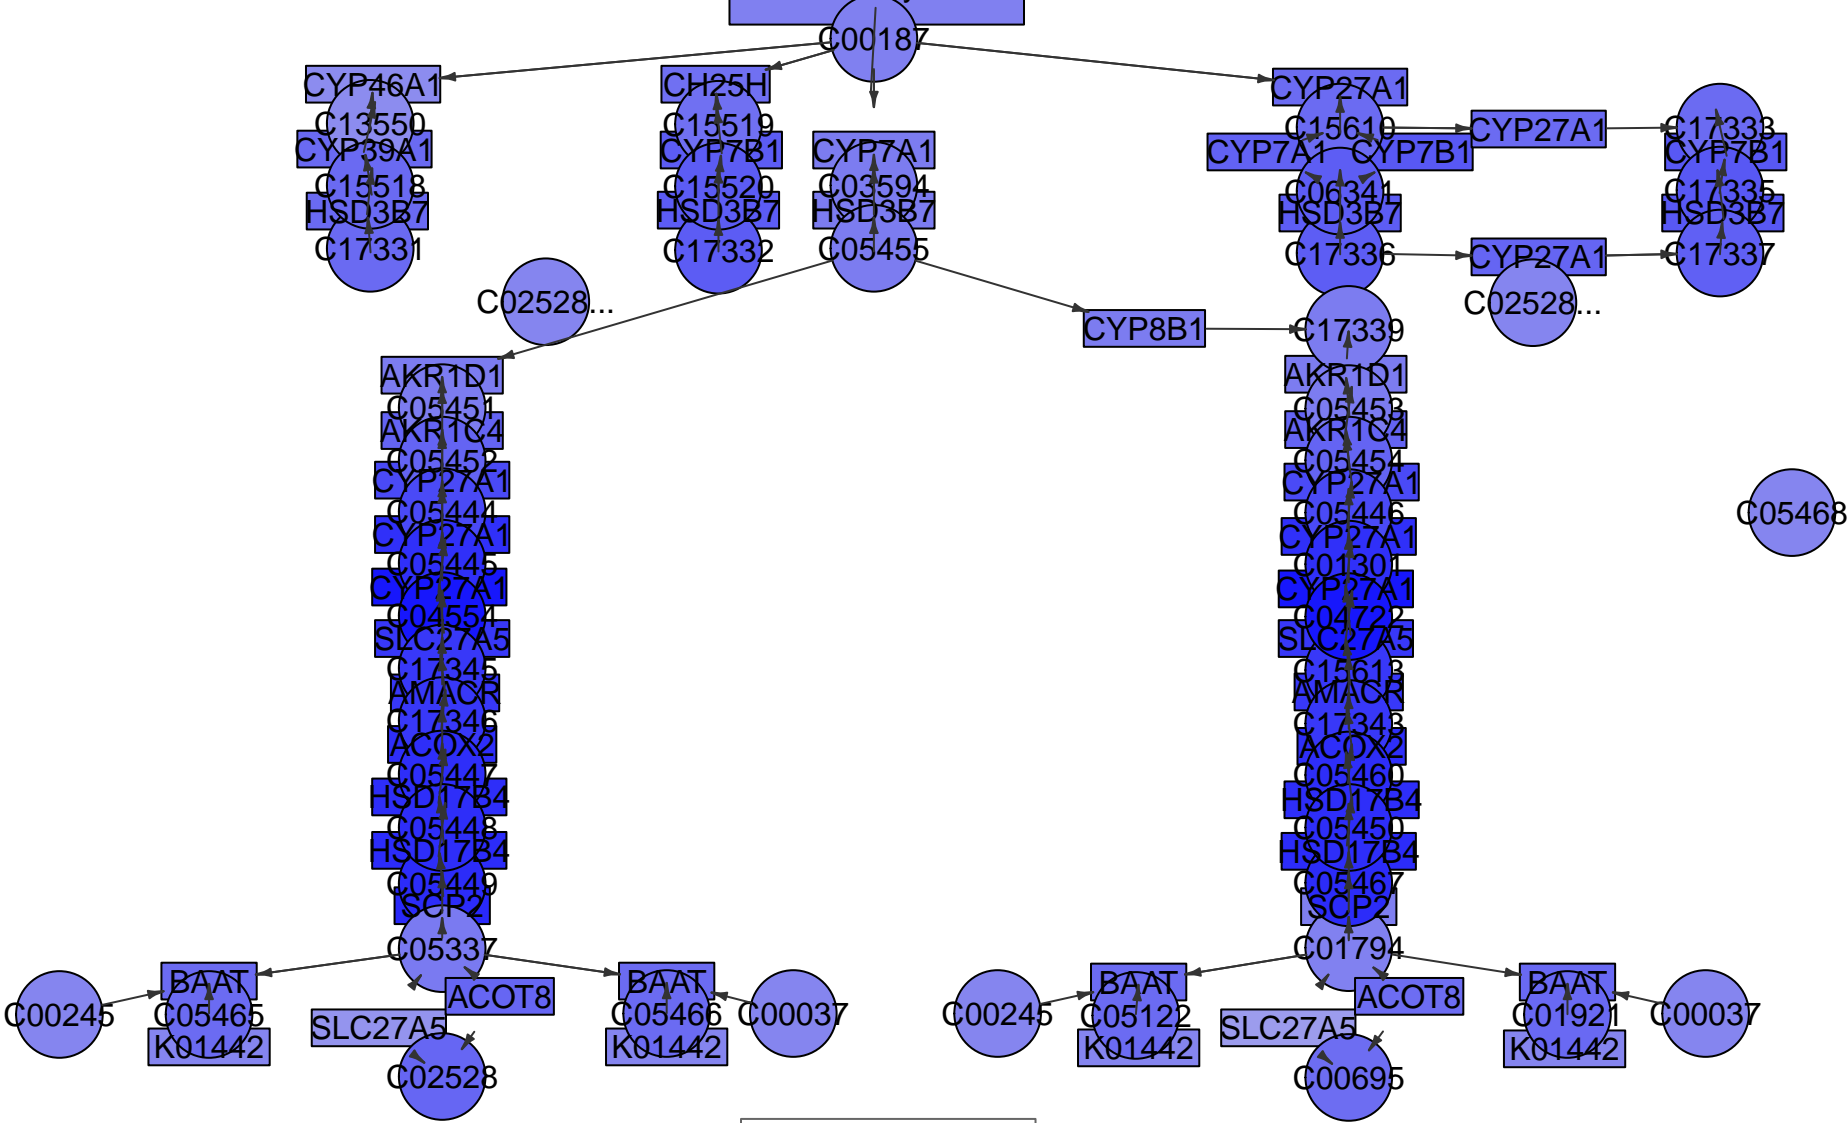 C00187
CYP46A1
C13550
CYP39A1
C15518
HSD3B7
C17331
CH25H
C15519
CYP7B1
C15520
HSD3B7
C17332
CYP7A1
C03594
HSD3B7
C05455
CYP27A1
C15610
CYP7A1
CYP7B1
C06341
HSD3B7
C17336
CYP27A1
C17333
CYP7B1
C17335
HSD3B7
C17337
CYP27A1
C02528...
C02528...
CYP8B1
C17339
AKR1D1
C05451
AKR1C4
C05452
CYP27A1
C05444
CYP27A1
C05445
CYP27A1
C04554
SLC27A5
C17345
AMACR
C17346
ACOX2
C05447
HSD17B4
C05448
HSD17B4
C05449
SCP2
C05337
AKR1D1
C05453
AKR1C4
C05454
CYP27A1
C05446
CYP27A1
C01301
CYP27A1
C04722
SLC27A5
C15613
AMACR
C17343
ACOX2
C05460
HSD17B4
C05450
HSD17B4
C05467
SCP2
C01794
C05468
C00245
BAAT
C05465
K01442
SLC27A5
ACOT8
C02528
BAAT
C05466
K01442
C00037
C00245
BAAT
C05122
K01442
SLC27A5
ACOT8
C00695
BAAT
C01921
K01442
C00037